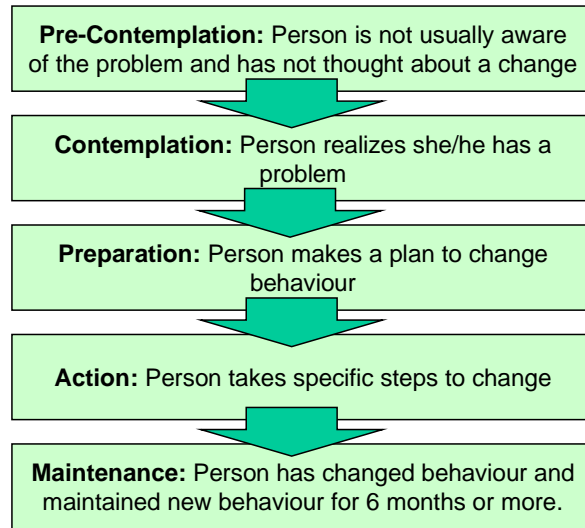 Pre-Contemplation: Person is not usually aware
of the problem and has not thought about a change
Contemplation: Person realizes she/he has a
problem
Preparation: Person makes a plan to change
behaviour
Action: Person takes specific steps to change
Maintenance: Person has changed behaviour and
maintained new behaviour for 6 months or more.